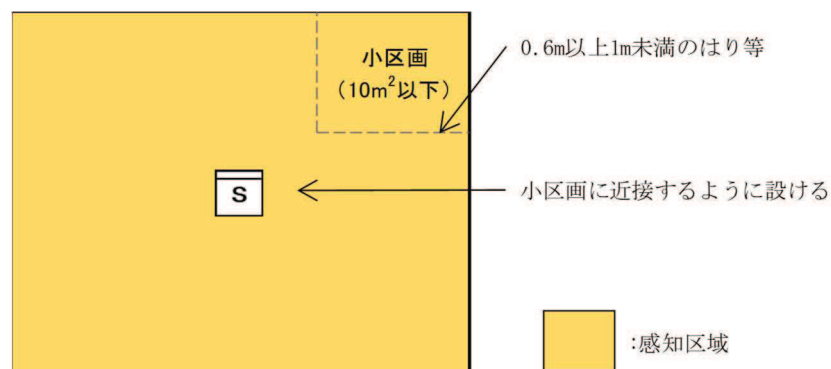 小区画
（10m²以下）
0.6m以上1m未満のはり等
S
小区画に近接するように設ける
:感知区域